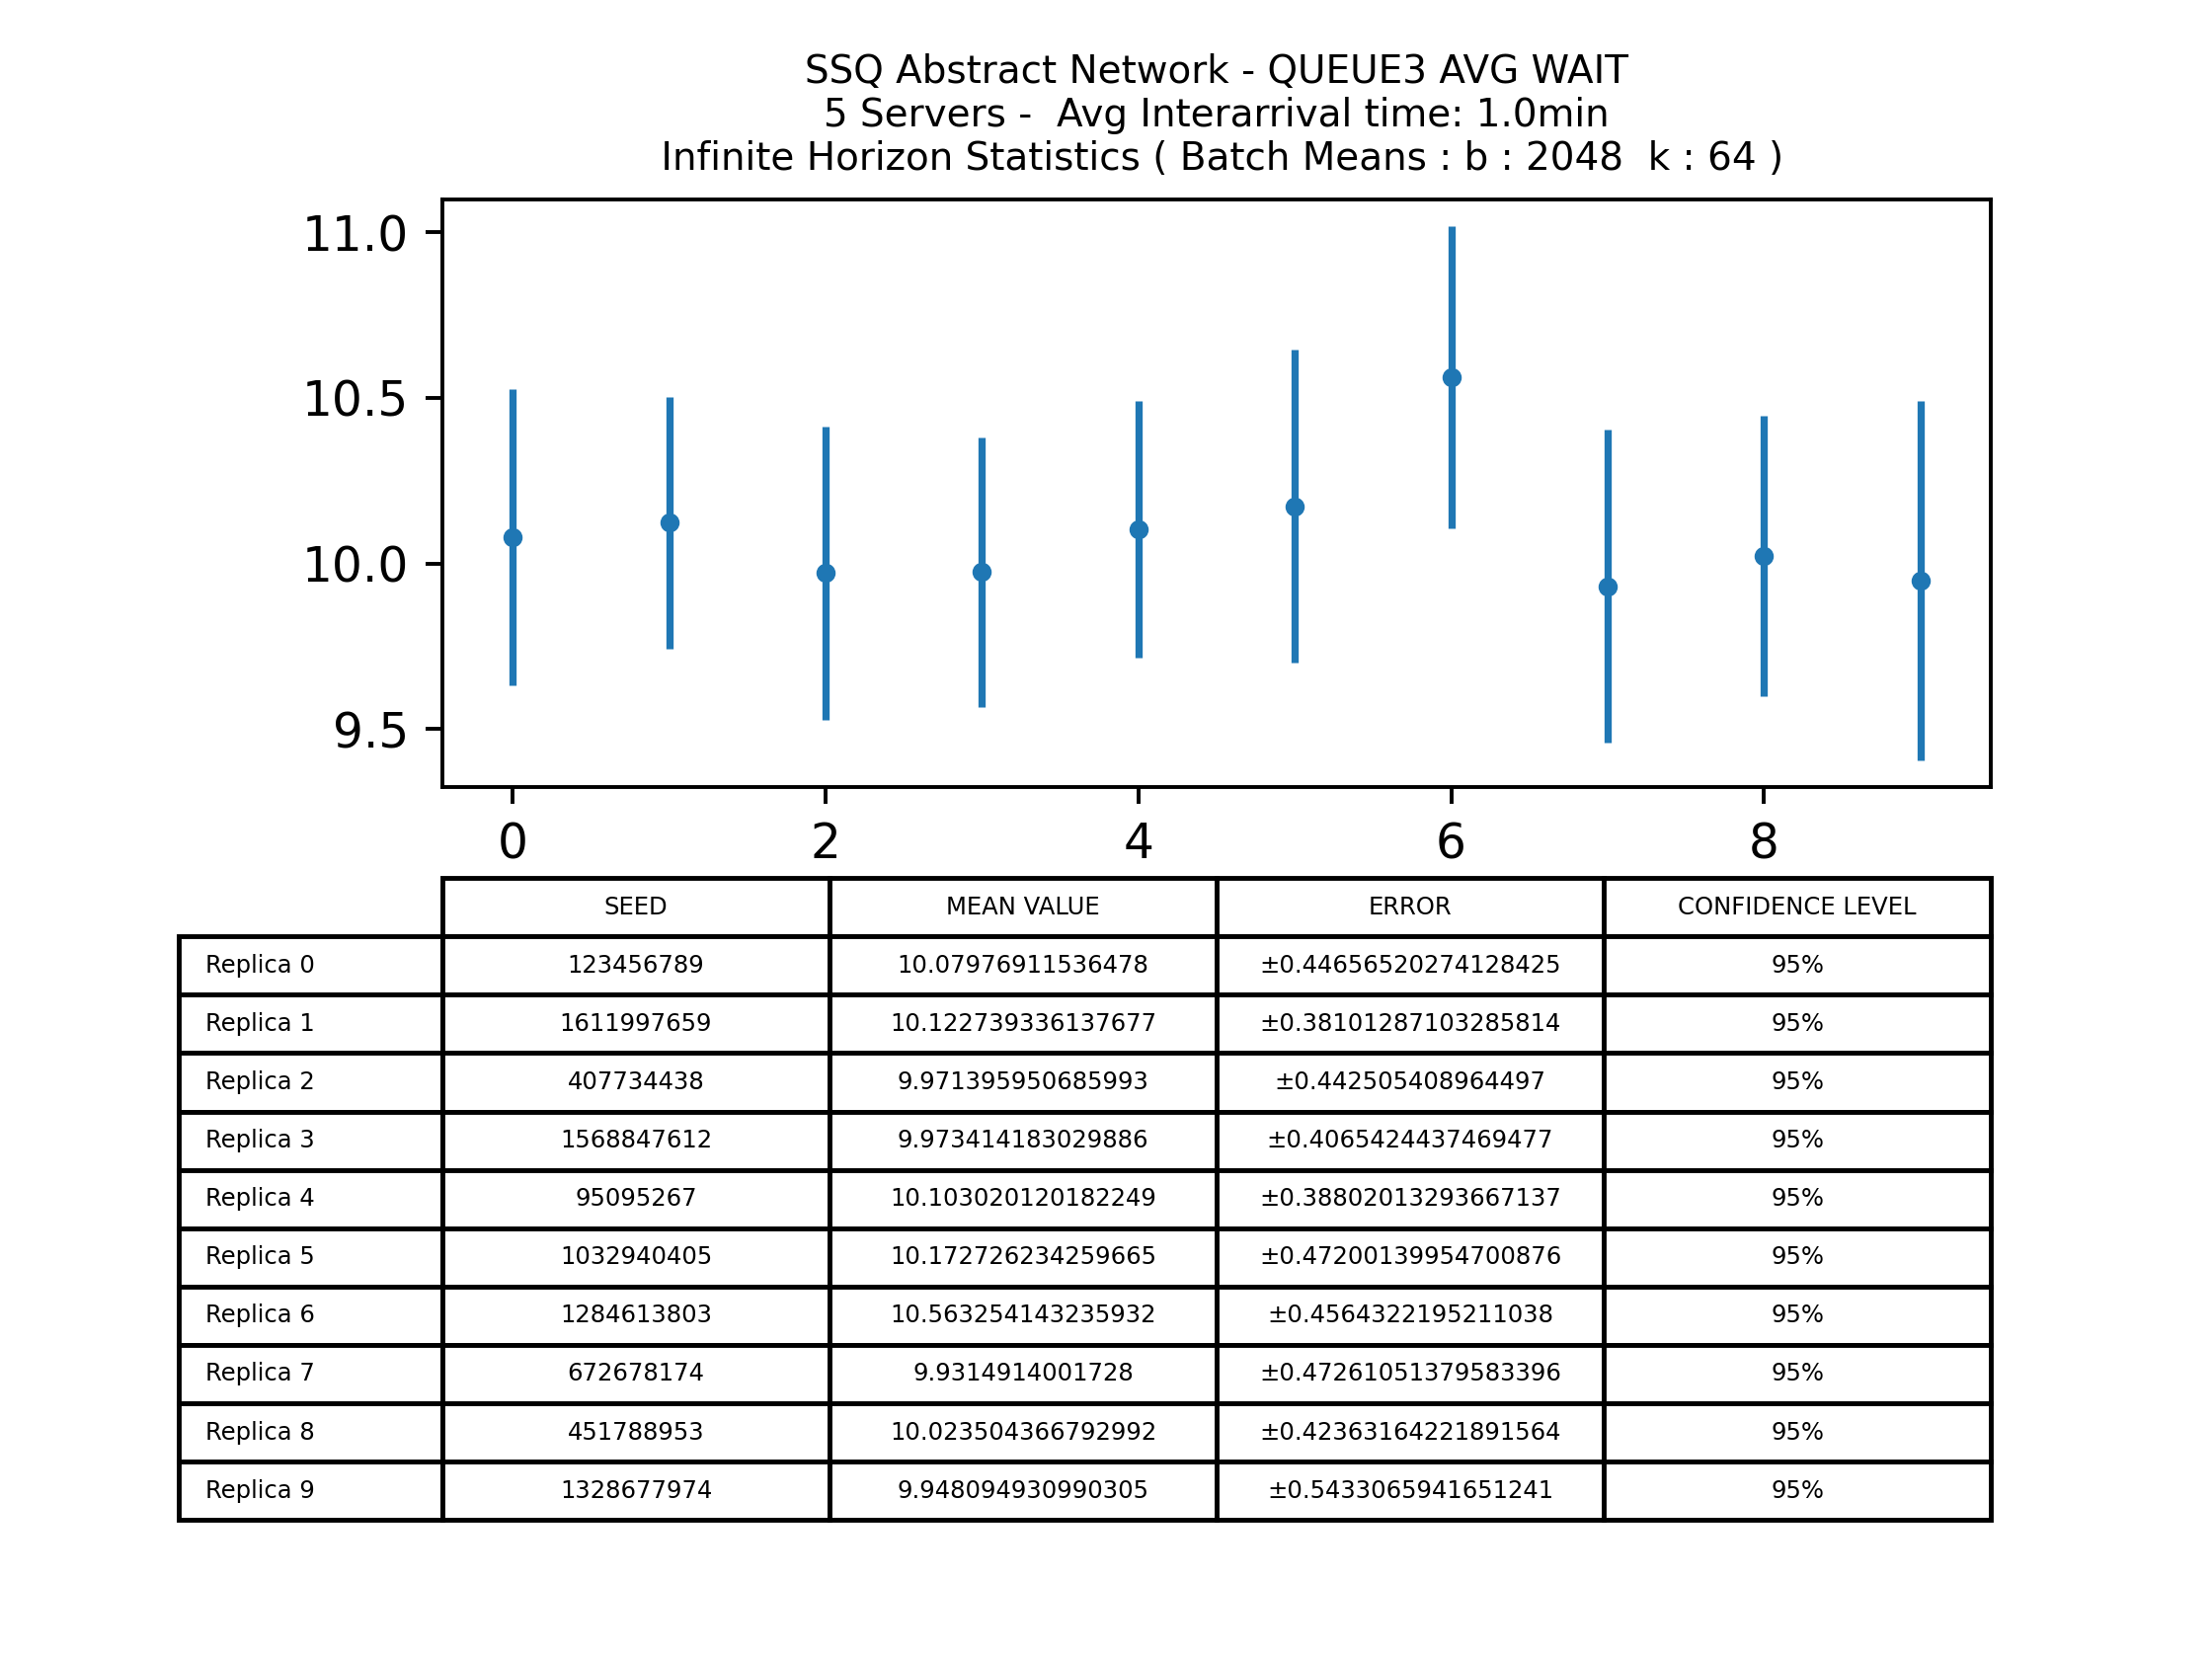 SSQ Abstract Network - QUEUE3 AVG WAIT
5 Servers -  Avg Interarrival time: 1.0min
Infinite Horizon Statistics ( Batch Means : b : 2048  k : 64 )
11.0
10.5
10.0
9.5
0 2 4 6 8
SEED MEAN VALUE ERROR CONFIDENCE LEVEL
Replica 0 123456789 10.07976911536478 ±0.44656520274128425 95%
Replica 1 1611997659 10.122739336137677 ±0.38101287103285814 95%
Replica 2 407734438 9.971395950685993 ±0.442505408964497 95%
Replica 3 1568847612 9.973414183029886 ±0.4065424437469477 95%
Replica 4 95095267 10.103020120182249 ±0.38802013293667137 95%
Replica 5 1032940405 10.172726234259665 ±0.47200139954700876 95%
Replica 6 1284613803 10.563254143235932 ±0.4564322195211038 95%
Replica 7 672678174 9.9314914001728 ±0.47261051379583396 95%
Replica 8 451788953 10.023504366792992 ±0.42363164221891564 95%
Replica 9 1328677974 9.948094930990305 ±0.5433065941651241 95%